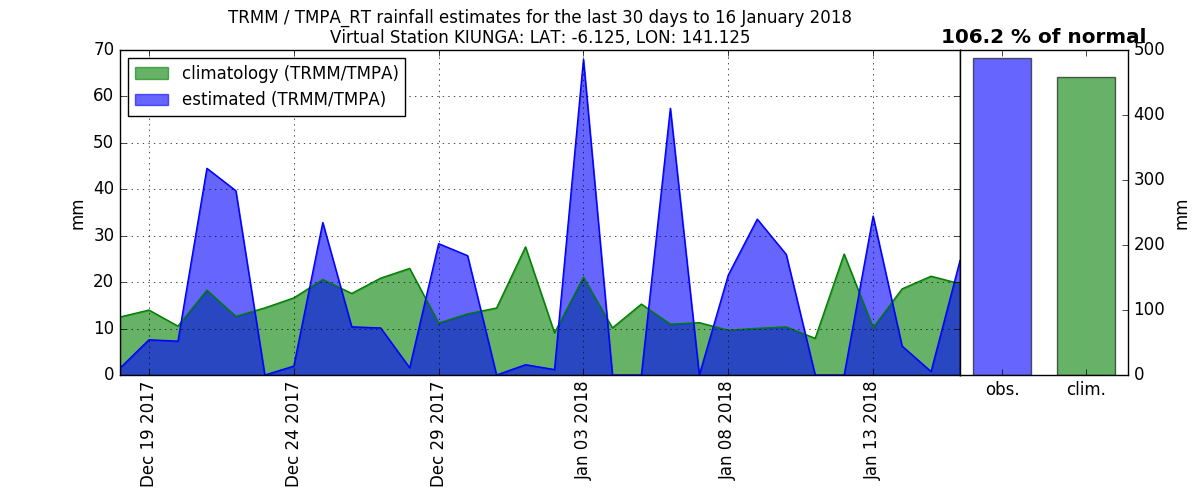 TRMM / TMPA_RT rainfall estimates for the last 30 days to 16 January 2018
Virtual Station KIUNGA: LAT: -6.125, LON: 141.125
106.2 % of normal
climatology (TRMM/TMPA)
estimated (TRMM/TMPA)
70
60
50
40
30
20
10
0
mm
Dec 19 2017
Dec 24 2017
Dec 29 2017
Jan 03 2018
Jan 08 2018
Jan 13 2018
obs.
clim.
500
400
300
200
100
0
mm